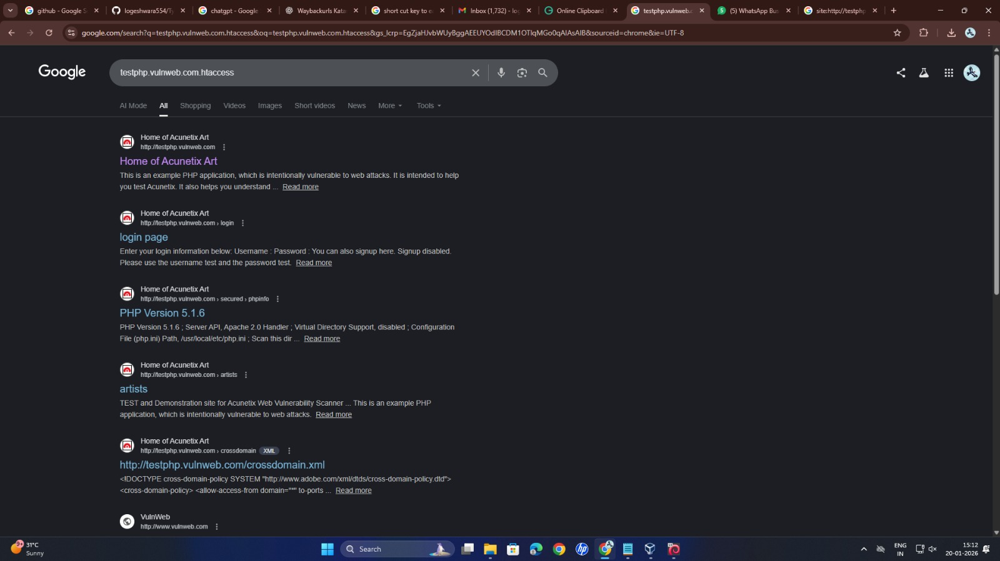 github - Google S
logeshwara554/Ty
chatgpt - Google
Waybackurls Kata
short cut key to e
Inbox (1,732) - log
Online Clipboard
testphp.vulnweb.c
(5) WhatsApp Bus
site:http://testphp
google.com/search?q=testphp.vulnweb.com.htaccess&oq=testphp.vulnweb.com.htaccess&gs_lcrp=EgZjaHJvbWUyBggAEEUYOdIBCDM1OTlqMGo0qAIAsAIB&sourceid=chrome&ie=UTF-8
Google
testphp.vulnweb.com.htaccess
AI Mode
All
Shopping
Videos
Images
Short videos
News
More
Tools
Home of Acunetix Art
http://testphp.vulnweb.com
Home of Acunetix Art
This is an example PHP application, which is intentionally vulnerable to web attacks. It is intended to help
you test Acunetix. It also helps you understand ... Read more
Home of Acunetix Art
http://testphp.vulnweb.com › login
login page
Enter your login information below: Username : Password : You can also signup here. Signup disabled.
Please use the username test and the password test. Read more
Home of Acunetix Art
http://testphp.vulnweb.com › secured › phpinfo
PHP Version 5.1.6
PHP Version 5.1.6 ; Server API, Apache 2.0 Handler ; Virtual Directory Support, disabled ; Configuration
File (php.ini) Path, /usr/local/etc/php.ini ; Scan this dir ... Read more
Home of Acunetix Art
http://testphp.vulnweb.com › artists
artists
TEST and Demonstration site for Acunetix Web Vulnerability Scanner ... This is an example PHP
application, which is intentionally vulnerable to web attacks. Read more
Home of Acunetix Art
http://testphp.vulnweb.com › crossdomain XML
http://testphp.vulnweb.com/crossdomain.xml
<!DOCTYPE cross-domain-policy SYSTEM "http://www.adobe.com/xml/dtds/cross-domain-policy.dtd">
<cross-domain-policy> <allow-access-from domain="*" to-ports ... Read more
VulnWeb
http://www.vulnweb.com
9+
31°C
Sunny
Search
hp
ENG
IN
15:12
20-01-2026